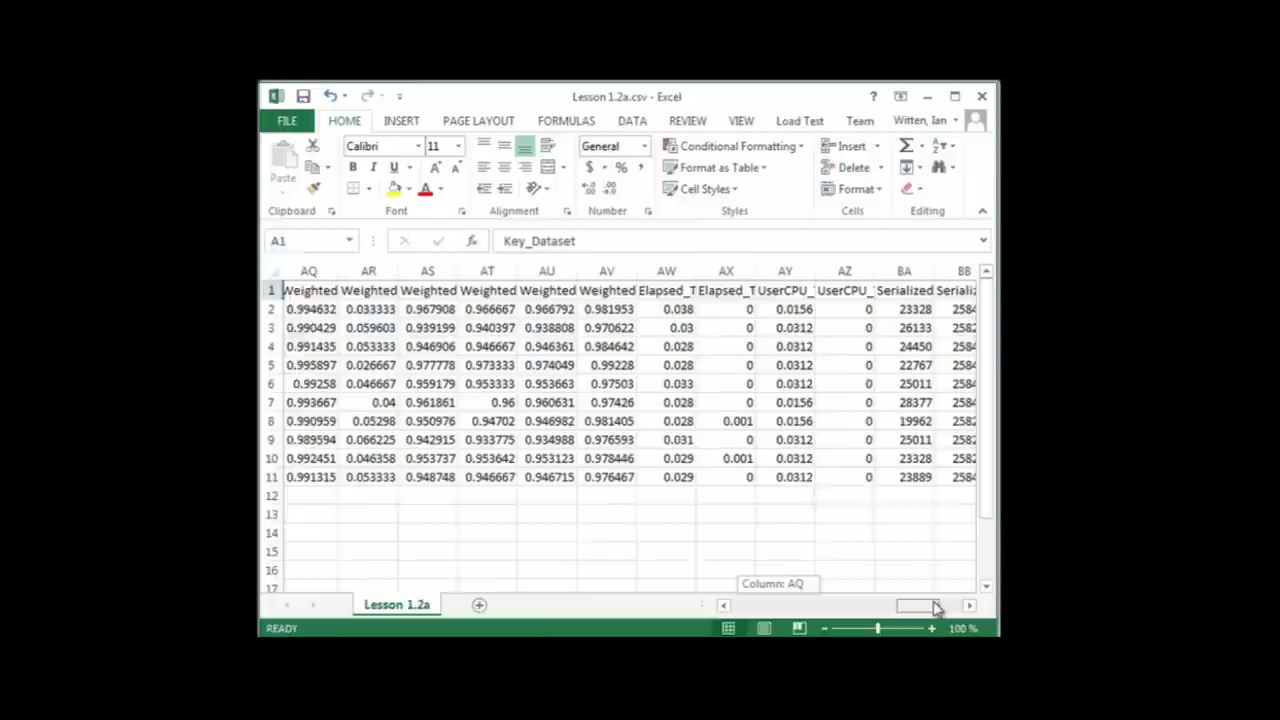 Lesson 1.2a.csv - Excel ?
FILE HOME INSERT PAGE LAYOUT FORMULAS DATA REVIEW VIEW Load Test Team Witten, Ian
Paste Calibri 11 General Conditional Formatting Insert
$ % , Format as Table Delete
B I U Cell Styles Format
Clipboard Font Alignment Number Styles Cells Editing
A1 Key_Dataset
AQ AR AS AT AU AV AW AX AY AZ BA BB
1 Weighted Weighted Weighted Weighted Weighted Weighted Elapsed_T Elapsed_T UserCPU_ UserCPU_ Serialized Serializ
2 0.994632 0.033333 0.967908 0.966667 0.966792 0.981953 0.038 0 0.0156 0 23328 2584
3 0.990429 0.059603 0.939199 0.940397 0.938808 0.970622 0.03 0 0.0312 0 26133 2582
4 0.991435 0.053333 0.946906 0.946667 0.946361 0.984642 0.028 0 0.0312 0 24450 2584
5 0.995897 0.026667 0.977778 0.973333 0.974049 0.99228 0.028 0 0.0312 0 22767 2584
6 0.99258 0.046667 0.959179 0.953333 0.953663 0.97503 0.033 0 0.0312 0 25011 2584
7 0.993667 0.04 0.961861 0.96 0.960631 0.97426 0.028 0 0.0156 0 28377 2584
8 0.990959 0.05298 0.950976 0.94702 0.946982 0.981405 0.028 0.001 0.0156 0 19962 2582
9 0.989594 0.066225 0.942915 0.933775 0.934988 0.976593 0.031 0 0.0312 0 25011 2582
10 0.992451 0.046358 0.953737 0.953642 0.953123 0.978446 0.029 0.001 0.0312 0 23328 2582
11 0.991315 0.053333 0.948748 0.946667 0.946715 0.976467 0.029 0 0.0312 0 23889 2584
12
13
14
15
16
17
Column: AQ
Lesson 1.2a
READY 100 %